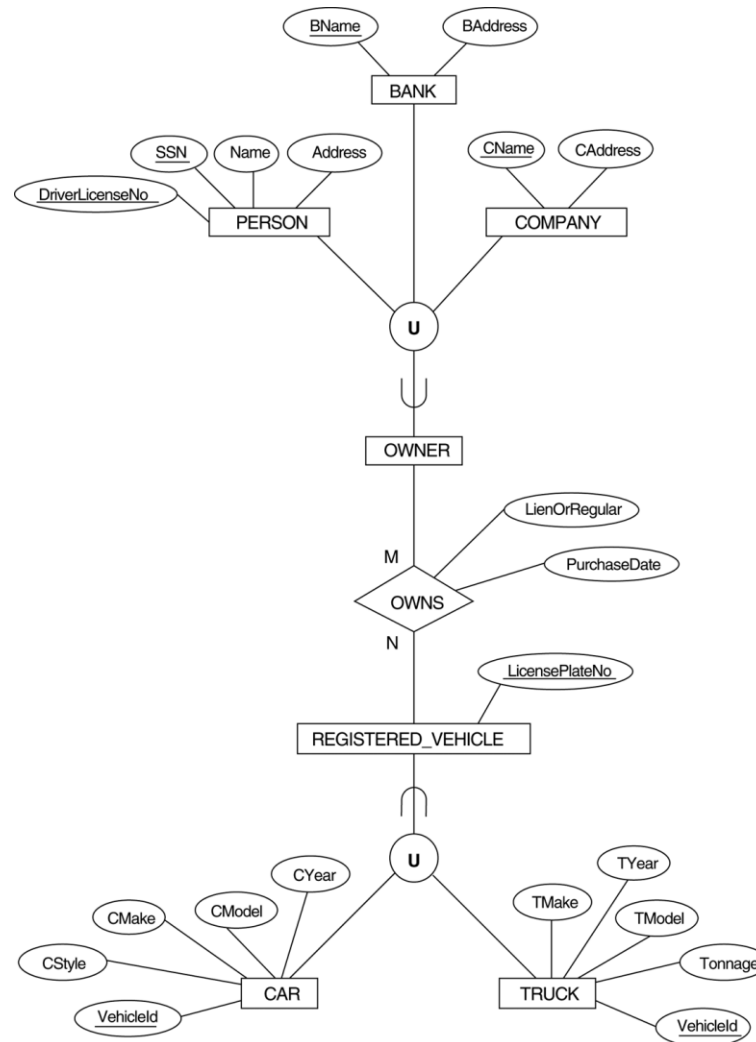 BName
BAddress
BANK
SSN
Name
Address
CName
CAddress
DriverLicenseNo
PERSON
COMPANY
U
OWNER
LienOrRegular
M
PurchaseDate
OWNS
N
LicensePlateNo
REGISTERED_VEHICLE
U
CYear
TYear
CModel
TMake
CMake
TModel
CStyle
Tonnage
CAR
TRUCK
VehicleId
VehicleId